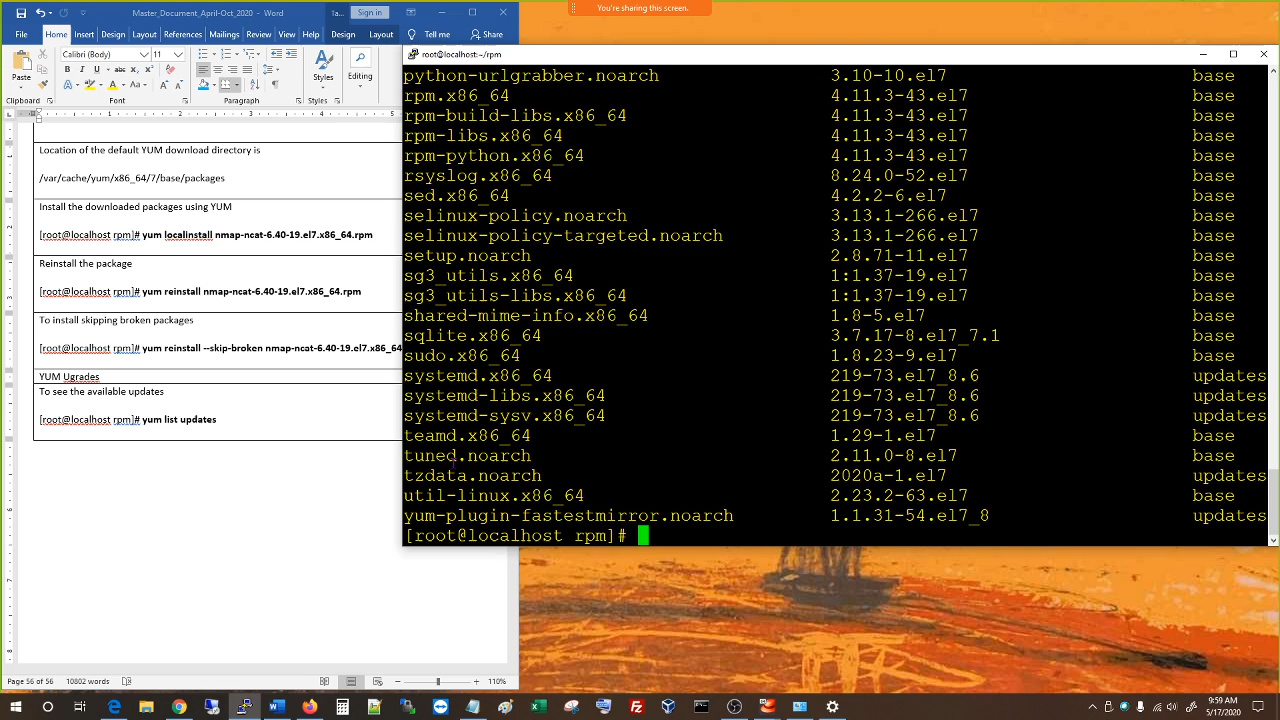 Master_Document_April-Oct_2020 - Word
Ta...
Sign in
You're sharing this screen.
File
Home
Insert
Design
Layout
References
Mailings
Review
View
Help
Design
Layout
Tell me
Share
Paste
Calibri (Body)
11
Styles
Editing
Clipboard
Font
Paragraph
Styles
Location of the default YUM download directory is
/var/cache/yum/x86_64/7/base/packages
Install the downloaded packages using YUM
[root@localhost rpm]# yum localinstall nmap-ncat-6.40-19.el7.x86_64.rpm
Reinstall the package
[root@localhost rpm]# yum reinstall nmap-ncat-6.40-19.el7.x86_64.rpm
To install skipping broken packages
[root@localhost rpm]# yum reinstall --skip-broken nmap-ncat-6.40-19.el7.x86_64
YUM Ugrades
To see the available updates
[root@localhost rpm]# yum list updates
Page 56 of 56
10802 words
110%
root@localhost:~/rpm
python-urlgrabber.noarch 3.10-10.el7 base
rpm.x86_64 4.11.3-43.el7 base
rpm-build-libs.x86_64 4.11.3-43.el7 base
rpm-libs.x86_64 4.11.3-43.el7 base
rpm-python.x86_64 4.11.3-43.el7 base
rsyslog.x86_64 8.24.0-52.el7 base
sed.x86_64 4.2.2-6.el7 base
selinux-policy.noarch 3.13.1-266.el7 base
selinux-policy-targeted.noarch 3.13.1-266.el7 base
setup.noarch 2.8.71-11.el7 base
sg3_utils.x86_64 1:1.37-19.el7 base
sg3_utils-libs.x86_64 1:1.37-19.el7 base
shared-mime-info.x86_64 1.8-5.el7 base
sqlite.x86_64 3.7.17-8.el7_7.1 base
sudo.x86_64 1.8.23-9.el7 base
systemd.x86_64 219-73.el7_8.6 updates
systemd-libs.x86_64 219-73.el7_8.6 updates
systemd-sysv.x86_64 219-73.el7_8.6 updates
teamd.x86_64 1.29-1.el7 base
tuned.noarch 2.11.0-8.el7 base
tzdata.noarch 2020a-1.el7 updates
util-linux.x86_64 2.23.2-63.el7 base
yum-plugin-fastestmirror.noarch 1.1.31-54.el7_8 updates
[root@localhost rpm]#
9:59 AM
5/17/2020